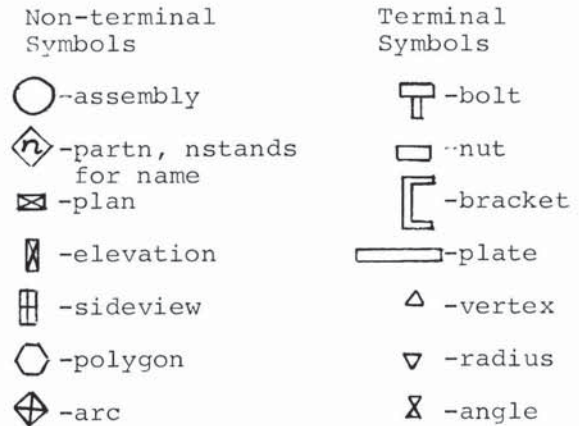 Non-terminal
Symbols
-assembly
n -partn, nstands
for name
-plan
-elevation
-sideview
-polygon
-arc
Terminal
Symbols
-bolt
-nut
-bracket
-plate
-vertex
-radius
-angle